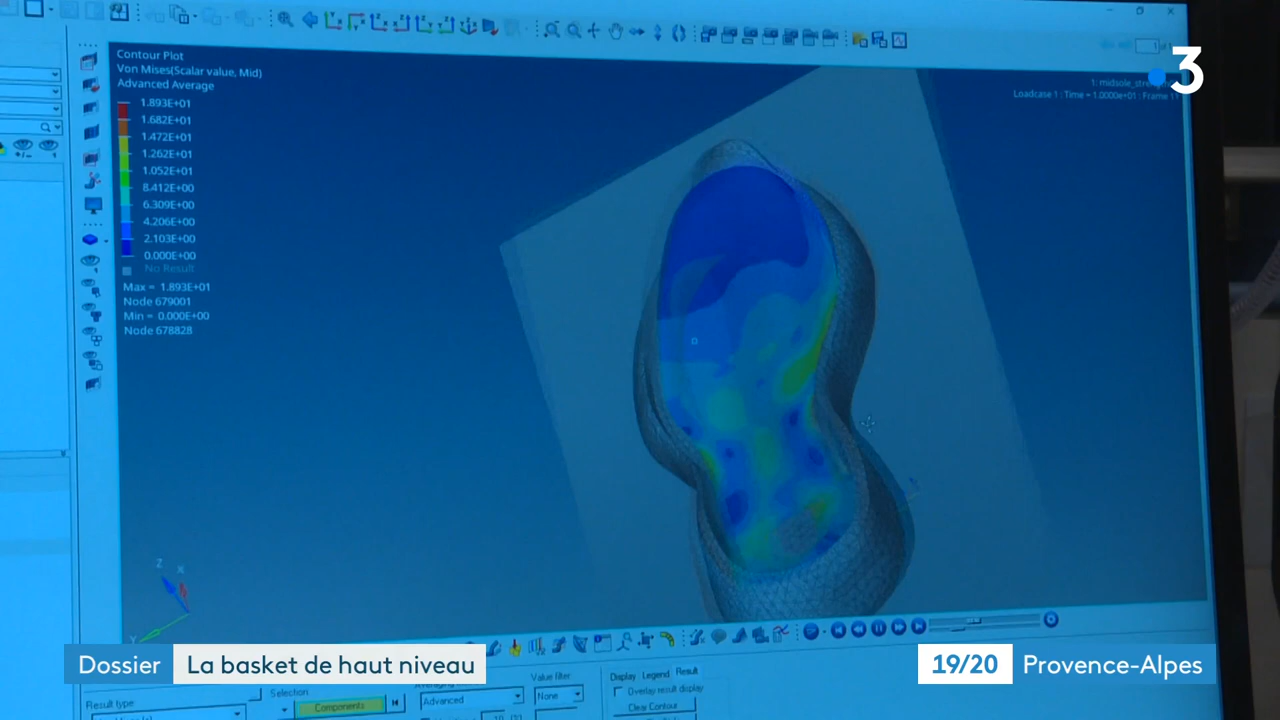 Contour Plot
Von Mises(Scalar value, Mid)
Advanced Average
1.893E+01
1.682E+01
1.472E+01
1.262E+01
1.052E+01
8.412E+00
6.309E+00
4.206E+00
2.103E+00
0.000E+00
No Result
Max = 1.893E+01
Node 679001
Min = 0.000E+00
Node 678828
3
Loadcase 1 : Time = 1.0000e+01 : Frame
Z
X
Y
Dossier
La basket de haut niveau
19/20
Provence-Alpes
Result type
Selection
Components
Advanced
Value filter
None
Display Legend Result
Overlay result display
Clear Contour